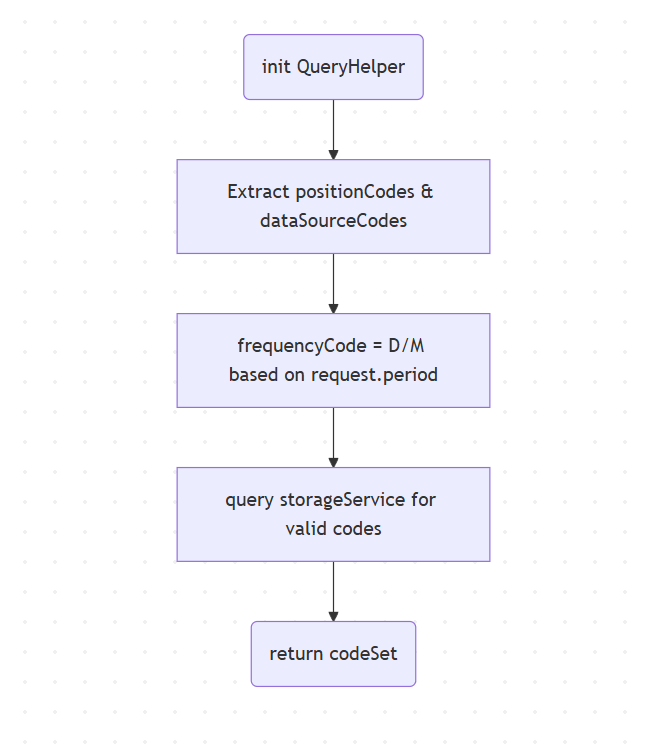 init QueryHelper
Extract positionCodes &
dataSourceCodes
frequencyCode = D/M
based on request.period
query storageService for
valid codes
return codeSet